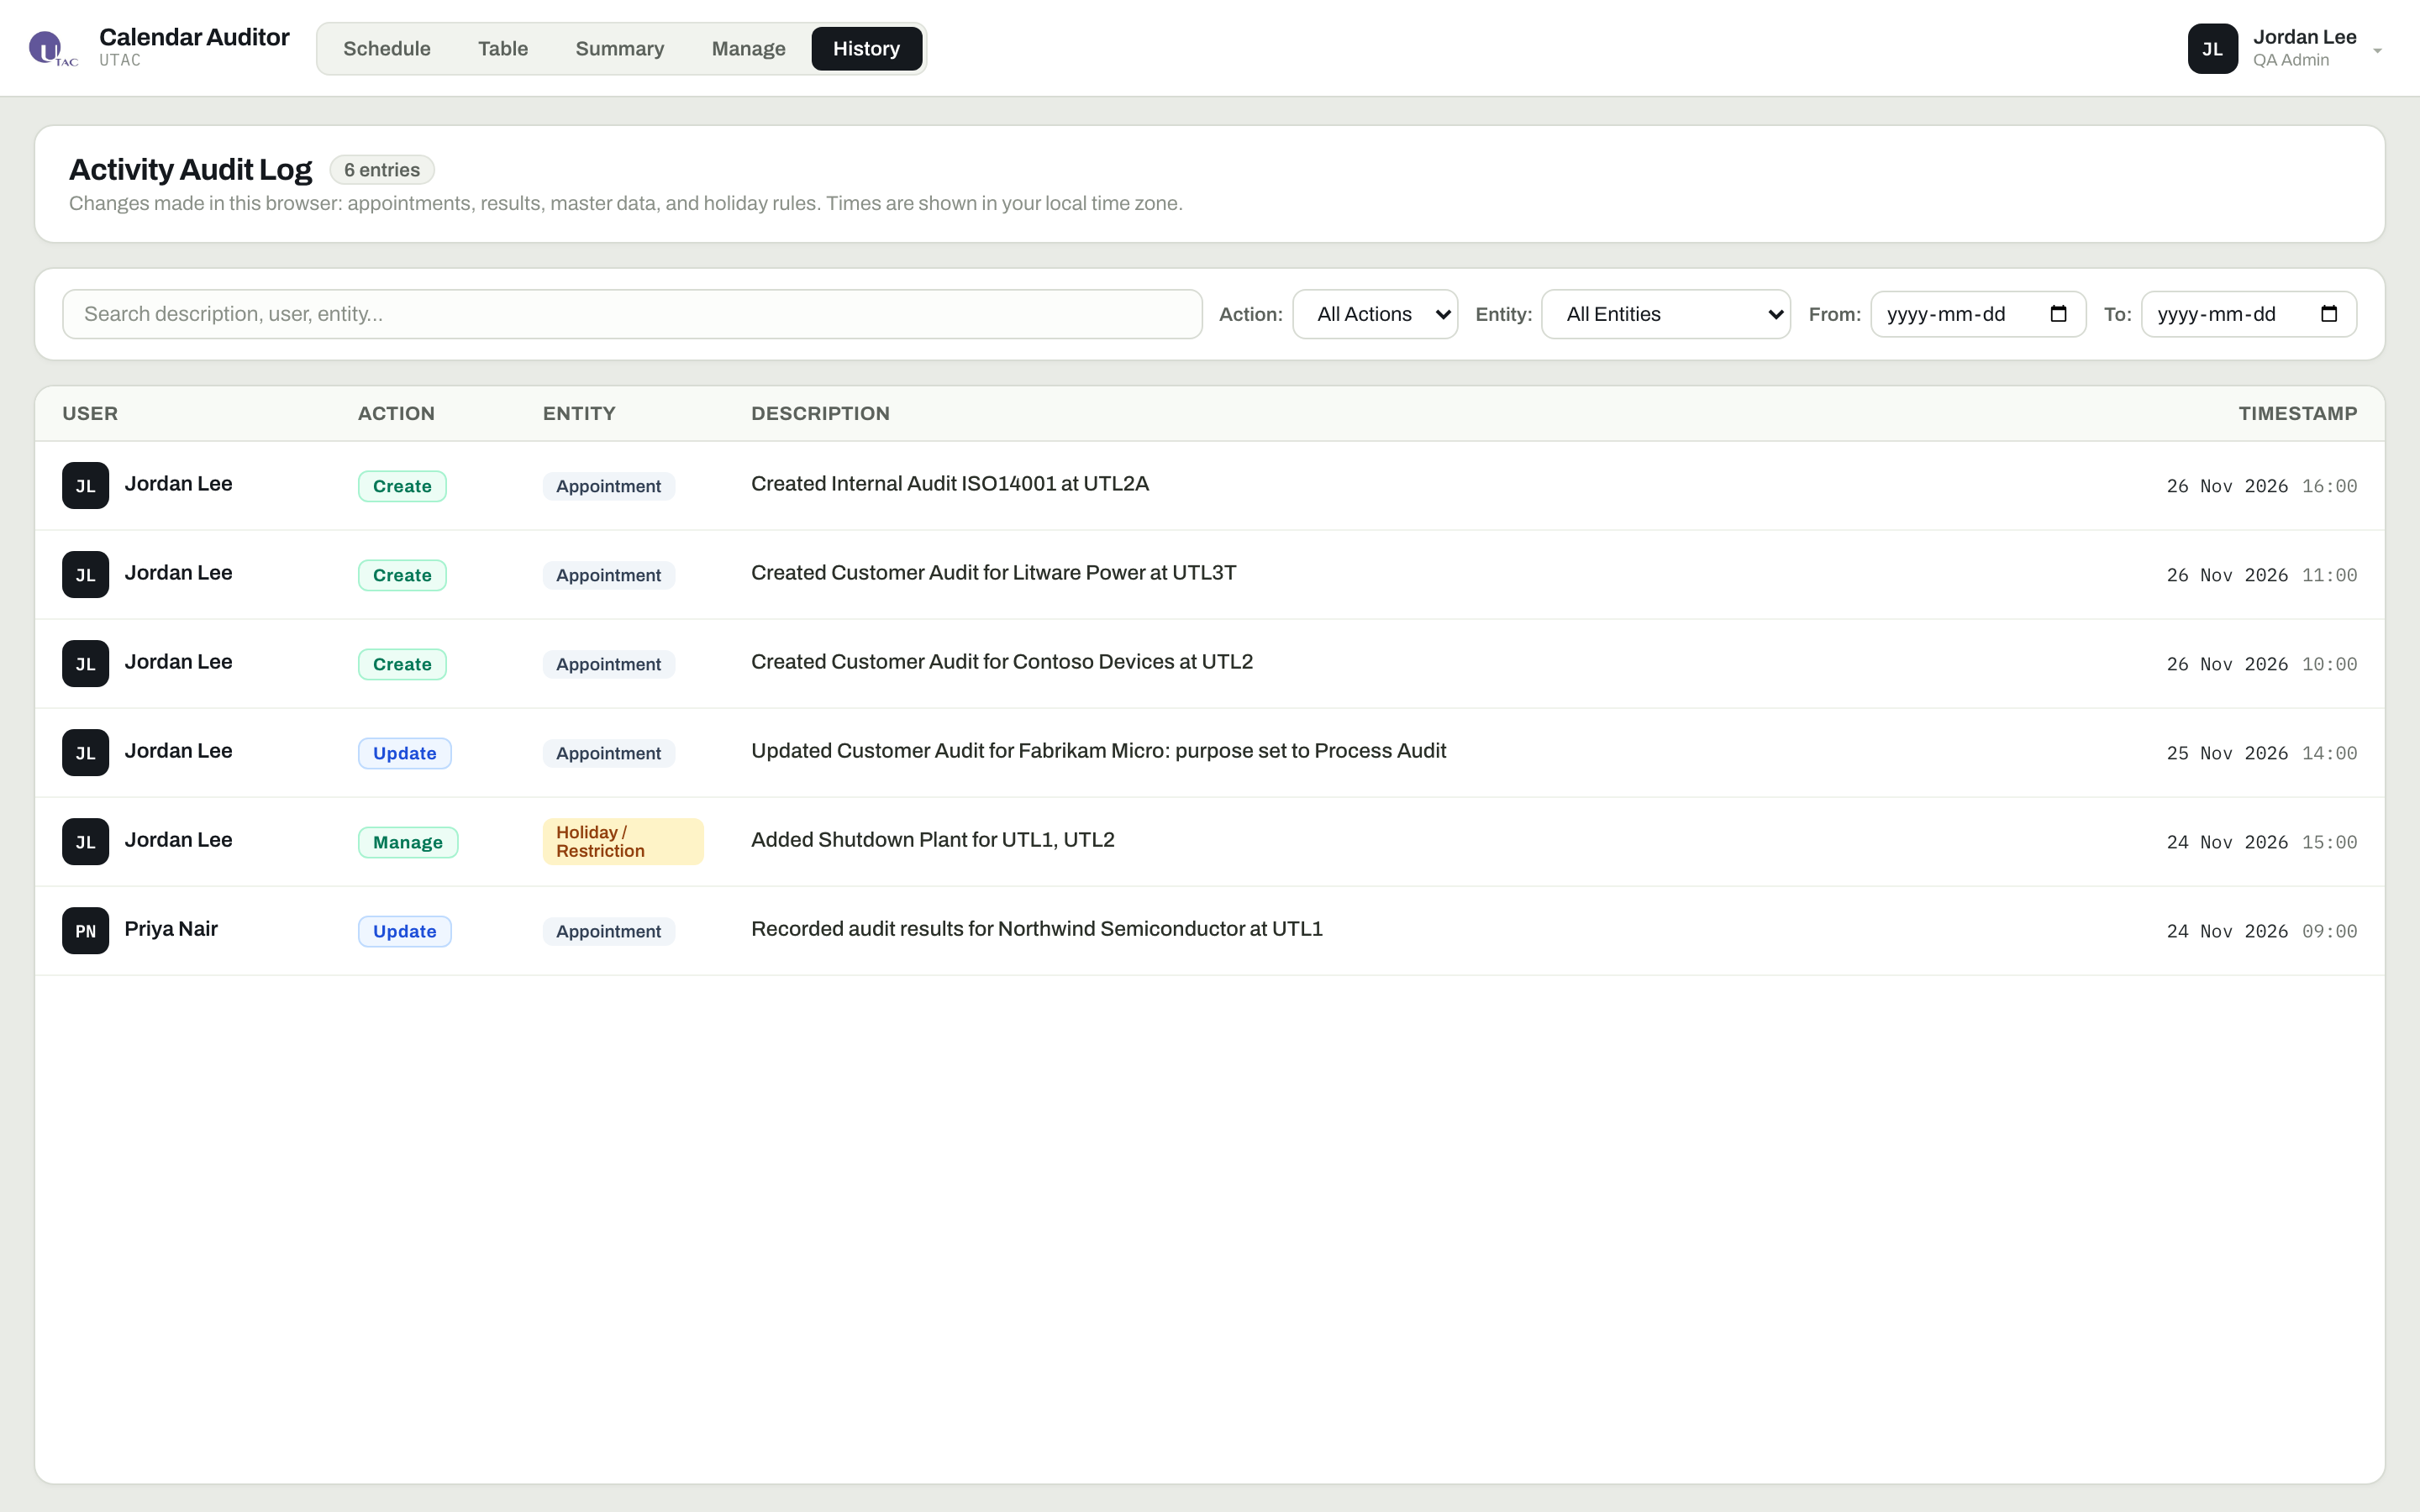 UTAC
Calendar Auditor
UTAC
Schedule
Table
Summary
Manage
History
JL
Jordan Lee
QA Admin
Activity Audit Log
6 entries
Changes made in this browser: appointments, results, master data, and holiday rules. Times are shown in your local time zone.
Search description, user, entity...
Action:
All Actions
Entity:
All Entities
From:
yyyy-mm-dd
To:
yyyy-mm-dd
USER ACTION ENTITY DESCRIPTION TIMESTAMP
JL Jordan Lee Create Appointment Created Internal Audit ISO14001 at UTL2A 26 Nov 2026 16:00
JL Jordan Lee Create Appointment Created Customer Audit for Litware Power at UTL3T 26 Nov 2026 11:00
JL Jordan Lee Create Appointment Created Customer Audit for Contoso Devices at UTL2 26 Nov 2026 10:00
JL Jordan Lee Update Appointment Updated Customer Audit for Fabrikam Micro: purpose set to Process Audit 25 Nov 2026 14:00
JL Jordan Lee Manage Holiday / Restriction Added Shutdown Plant for UTL1, UTL2 24 Nov 2026 15:00
PN Priya Nair Update Appointment Recorded audit results for Northwind Semiconductor at UTL1 24 Nov 2026 09:00